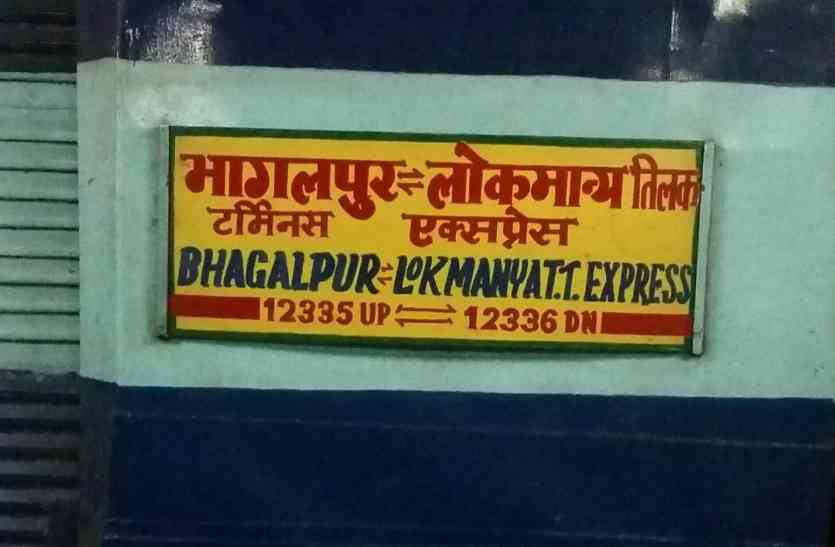 भागलपुर⇌लोकमान्य तिलक
टर्मिनस एक्सप्रेस
BHAGALPUR⇌LOKMANYA T.T. EXPRESS
12335 UP ⇌ 12336 DN